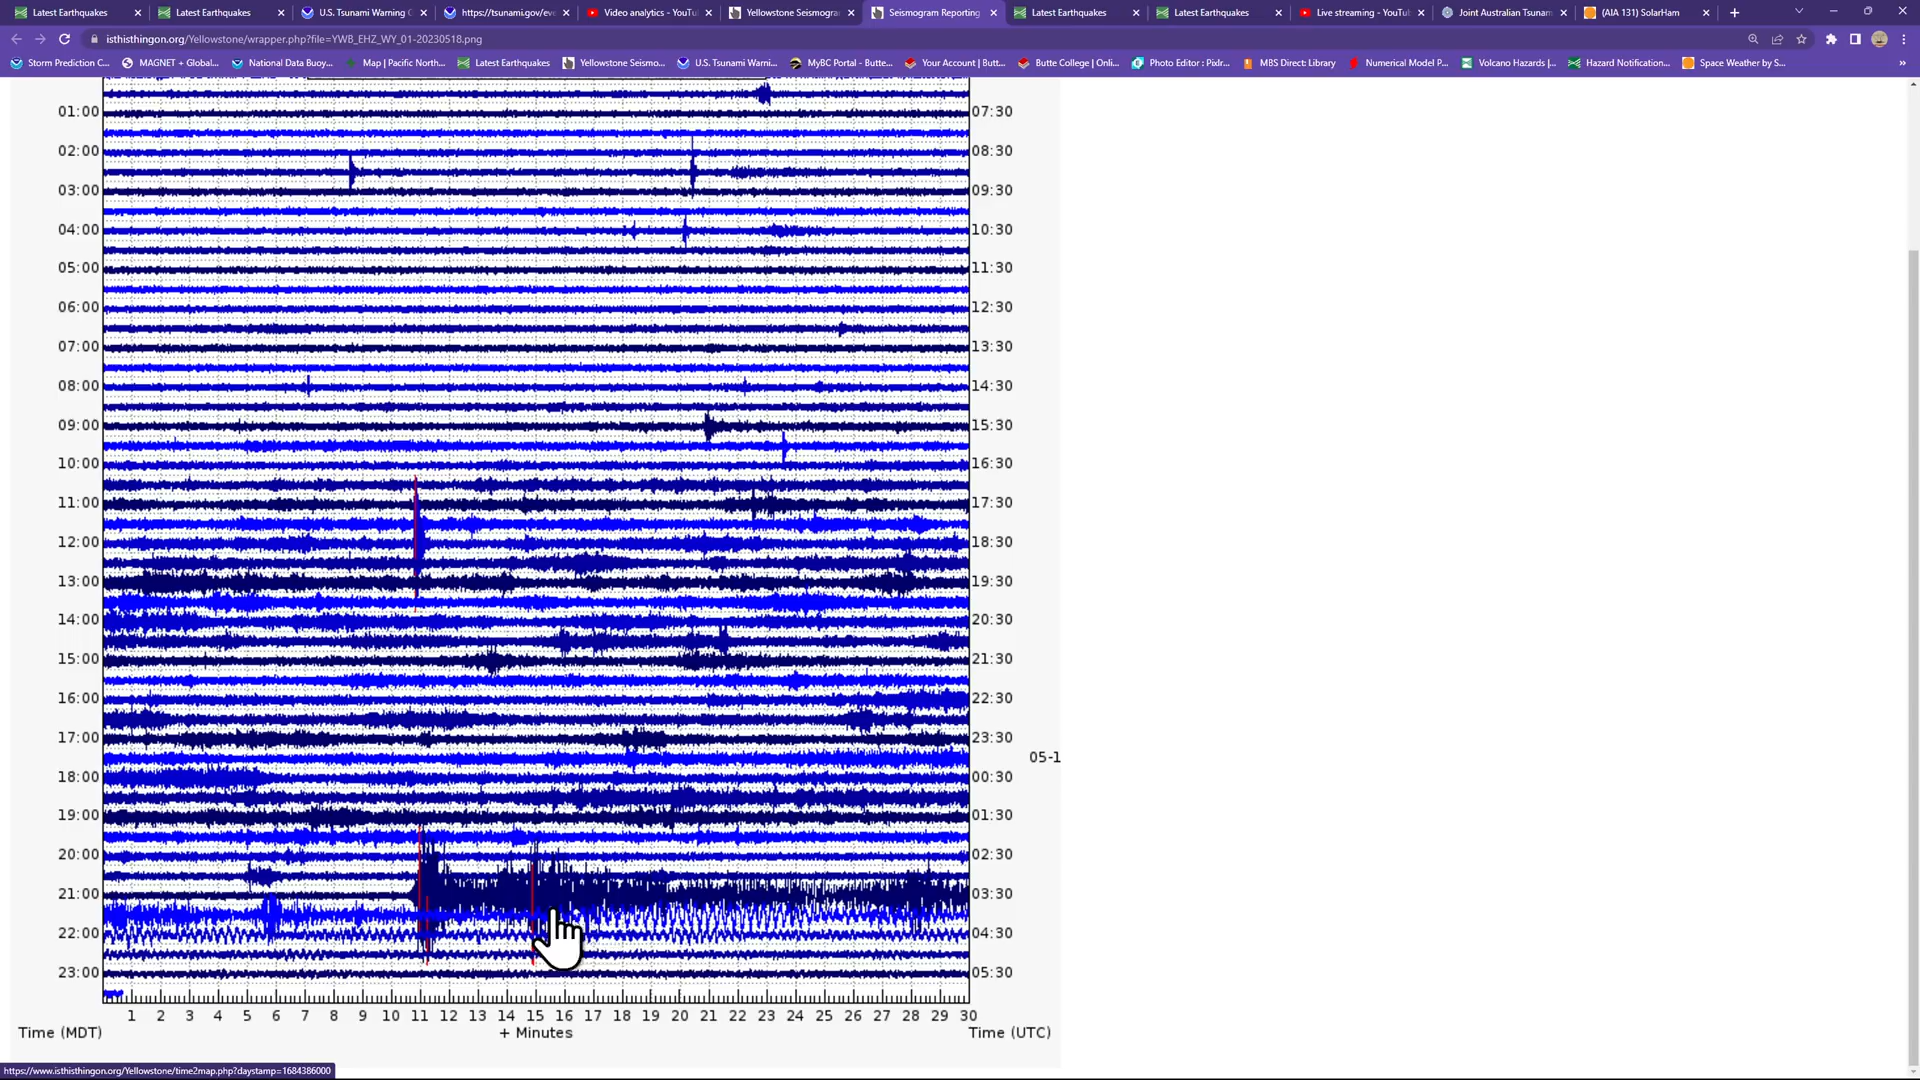 Latest Earthquakes
Latest Earthquakes
U.S. Tsunami Warning C
https://tsunami.gov/eve
Video analytics - YouTu
Yellowstone Seismogra
Seismogram Reporting
Latest Earthquakes
Latest Earthquakes
Live streaming - YouTu
Joint Australian Tsunam
(AIA 131) SolarHam
isthisthingon.org/Yellowstone/wrapper.php?file=YWB_EHZ_WY_01-20230518.png
Storm Prediction C...
MAGNET + Global...
National Data Buoy...
Map | Pacific North...
Latest Earthquakes
Yellowstone Seismo...
U.S. Tsunami Warni...
MyBC Portal - Butte...
Your Account | Butt...
Butte College | Onli...
Photo Editor : Pixlr...
MBS Direct Library
Numerical Model P...
Volcano Hazards |...
Hazard Notification...
Space Weather by S...
01:00 07:30
02:00 08:30
03:00 09:30
04:00 10:30
05:00 11:30
06:00 12:30
07:00 13:30
08:00 14:30
09:00 15:30
10:00 16:30
11:00 17:30
12:00 18:30
13:00 19:30
14:00 20:30
15:00 21:30
16:00 22:30
17:00 23:30
05-1
18:00 00:30
19:00 01:30
20:00 02:30
21:00 03:30
22:00 04:30
23:00 05:30
1 2 3 4 5 6 7 8 9 10 11 12 13 14 15 16 17 18 19 20 21 22 23 24 25 26 27 28 29 30
Time (MDT) + Minutes Time (UTC)
https://www.isthisthingon.org/Yellowstone/time2map.php?daystamp=1684386000